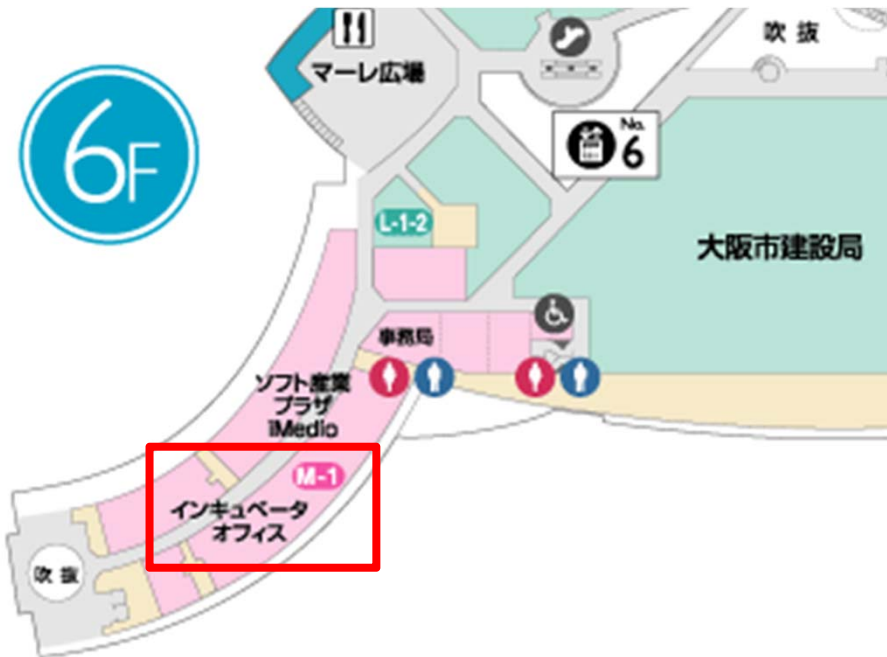 マーレ広場
吹抜
6F
No.
6
L-1-2
大阪市建設局
事務局
ソフト産業
プラザ
iMedio
M-1
インキュベータ
オフィス
吹抜